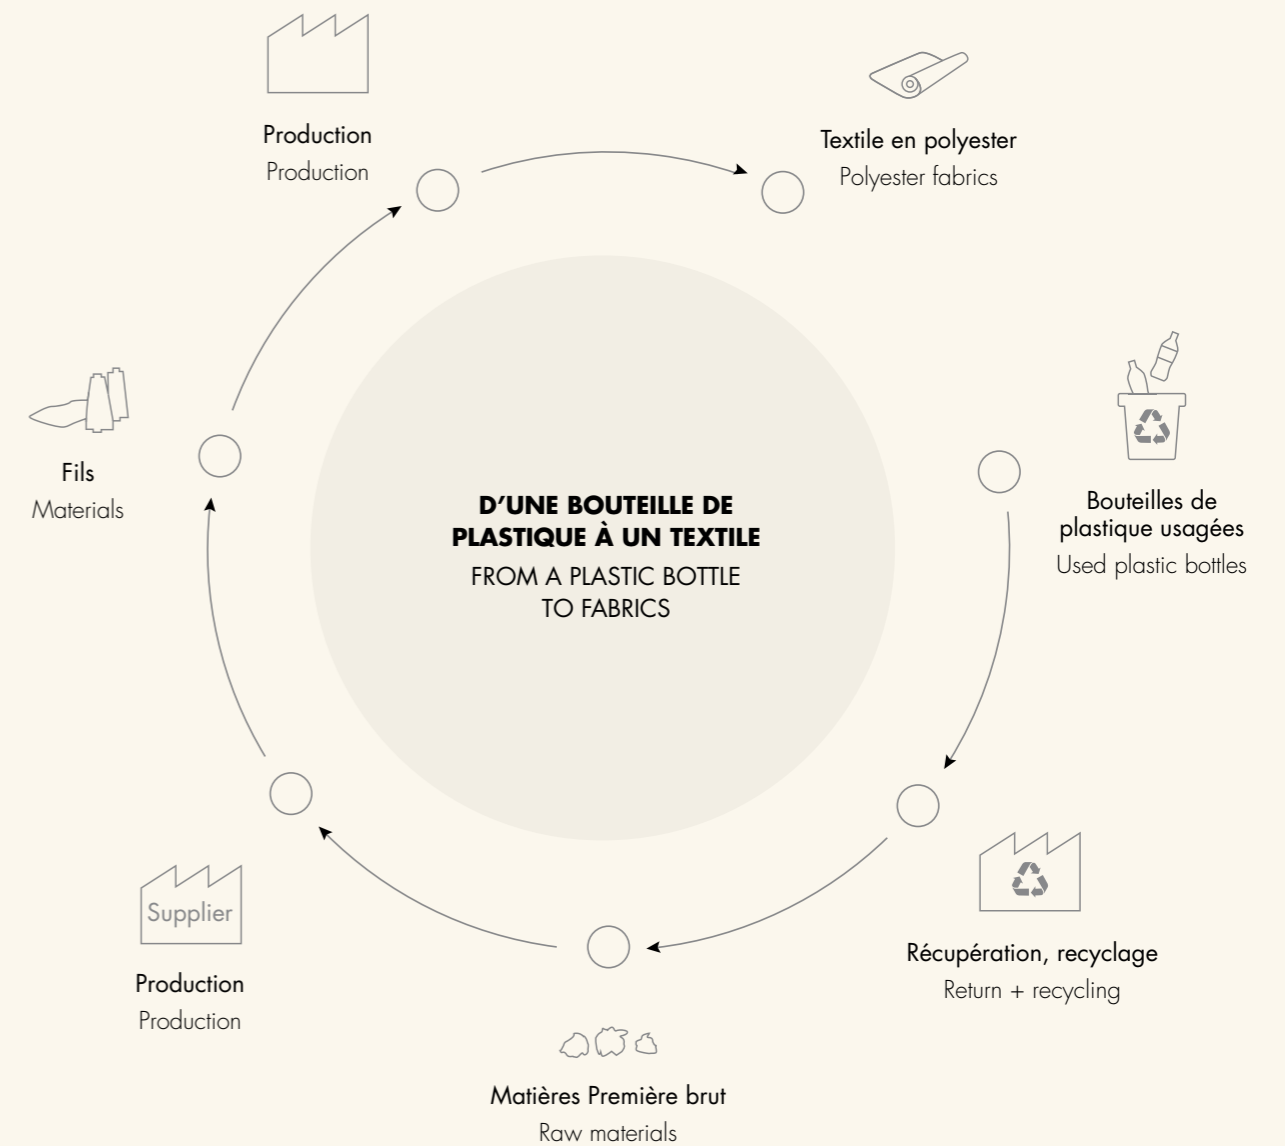 Production
Production
Textile en polyester
Polyester fabrics
Fils
Materials
D’UNE BOUTEILLE DE
PLASTIQUE À UN TEXTILE
FROM A PLASTIC BOTTLE
TO FABRICS
Bouteilles de
plastique usagées
Used plastic bottles
Supplier
Production
Production
Récupération, recyclage
Return + recycling
Matières Première brut
Raw materials